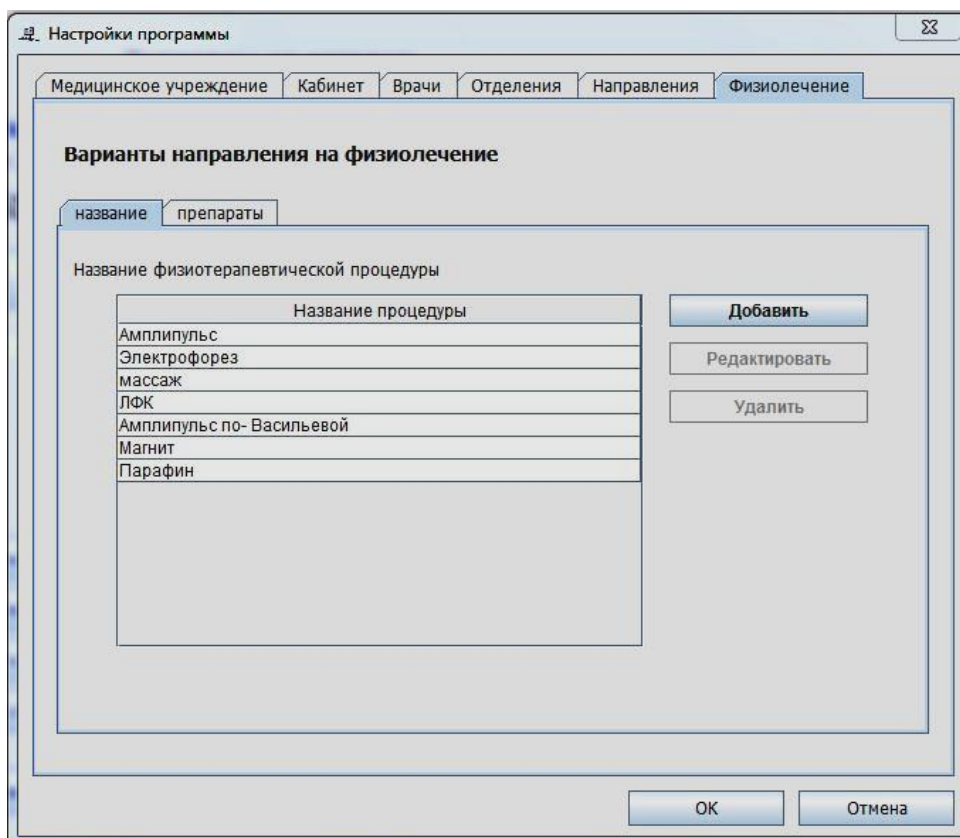 Настройки программы
Медицинское учреждение Кабинет Врачи Отделения Направления Физиолечение
Варианты направления на физиолечение
название препараты
Название физиотерапевтической процедуры
Название процедуры
Добавить
Амплипульс
Электрофорез
Редактировать
массаж
ЛФК
Удалить
Амплипульс по- Васильевой
Магнит
Парафин
OK Отмена